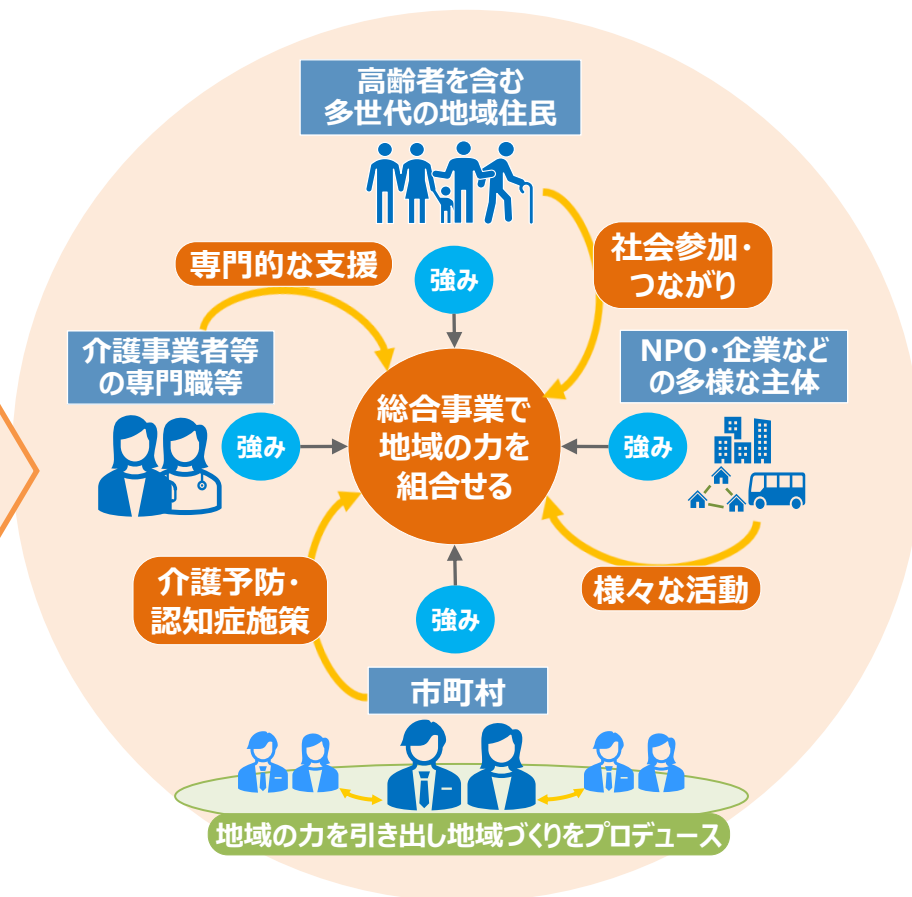 高齢者を含む
多世代の地域住民
専門的な支援
強み
社会参加・
つながり
介護事業者等
の専門職等
NPO・企業など
の多様な主体
強み
総合事業で
地域の力を
組合せる
強み
介護予防・
認知症施策
様々な活動
強み
市町村
地域の力を引き出し地域づくりをプロデュース